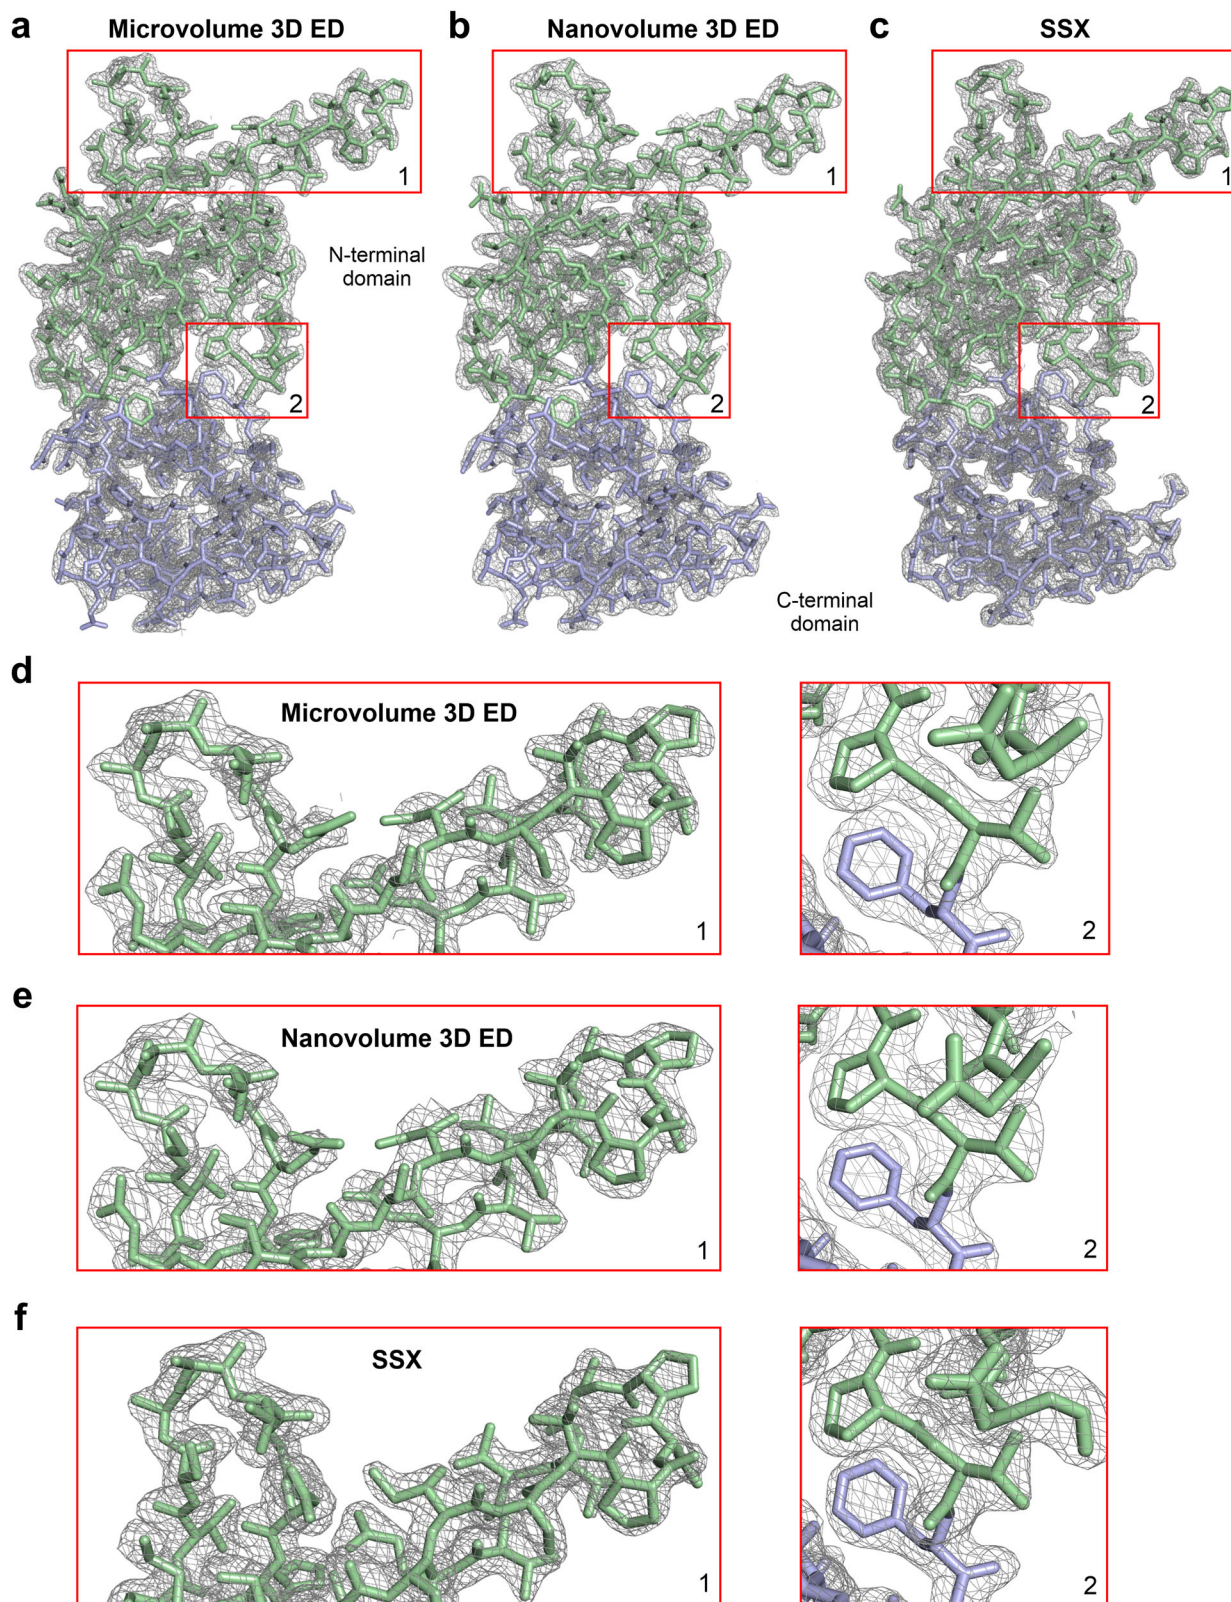 a Microvolume 3D ED b Nanovolume 3D ED c SSX
1 1 1
N-terminal
domain
2 2 2
C-terminal
domain
d
Microvolume 3D ED
1 2
e
Nanovolume 3D ED
1 2
f
SSX
1 2